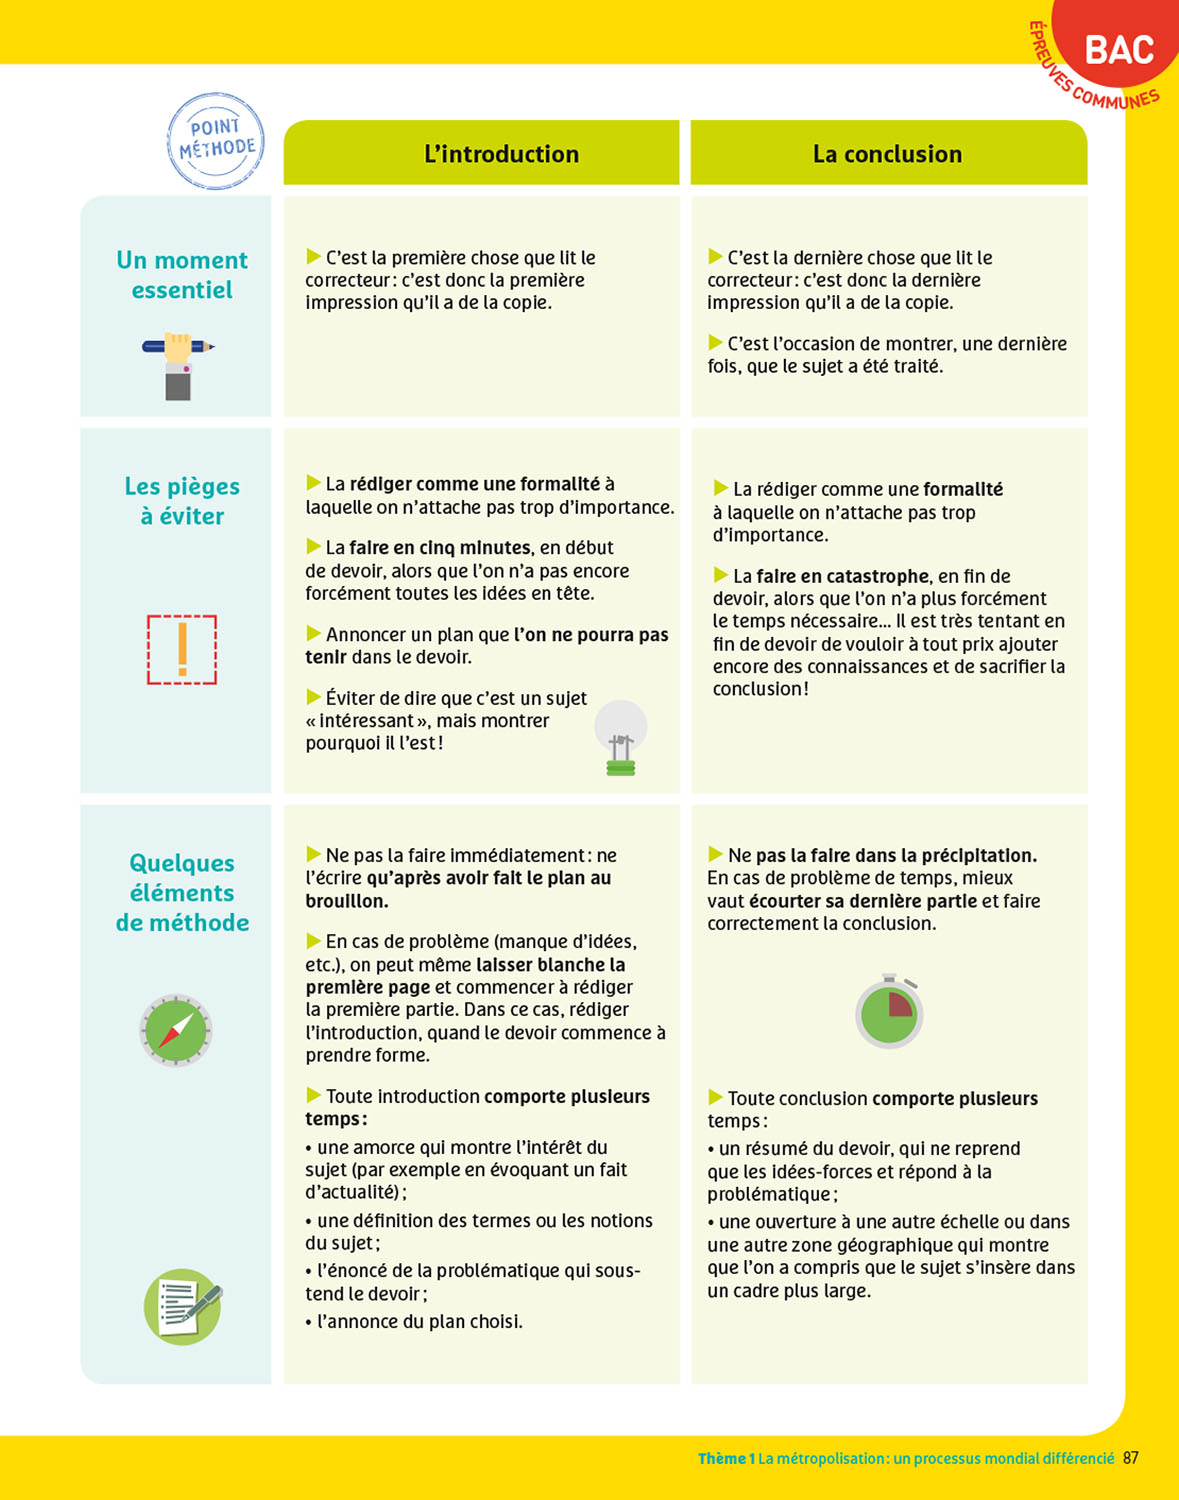 BAC
ÉPREUVES COMMUNES
POINT
MÉTHODE
L’introduction
La conclusion
Un moment
essentiel
▶ C’est la première chose que lit le
correcteur : c’est donc la première
impression qu’il a de la copie.
▶ C’est la dernière chose que lit le
correcteur : c’est donc la dernière
impression qu’il a de la copie.
▶ C’est l’occasion de montrer, une dernière
fois, que le sujet a été traité.
Les pièges
à éviter
▶ La rédiger comme une formalité à
laquelle on n’attache pas trop d’importance.
▶ La faire en cinq minutes, en début
de devoir, alors que l’on n’a pas encore
forcément toutes les idées en tête.
▶ Annoncer un plan que l’on ne pourra pas
tenir dans le devoir.
▶ Éviter de dire que c’est un sujet
« intéressant », mais montrer
pourquoi il l’est !
▶ La rédiger comme une formalité
à laquelle on n’attache pas trop
d’importance.
▶ La faire en catastrophe, en fin de
devoir, alors que l’on n’a plus forcément
le temps nécessaire... Il est très tentant en
fin de devoir de vouloir à tout prix ajouter
encore des connaissances et de sacrifier la
conclusion !
Quelques
éléments
de méthode
▶ Ne pas la faire immédiatement : ne
l’écrire qu’après avoir fait le plan au
brouillon.
▶ En cas de problème (manque d’idées,
etc.), on peut même laisser blanche la
première page et commencer à rédiger
la première partie. Dans ce cas, rédiger
l’introduction, quand le devoir commence à
prendre forme.
▶ Toute introduction comporte plusieurs
temps :
• une amorce qui montre l’intérêt du
sujet (par exemple en évoquant un fait
d’actualité) ;
• une définition des termes ou les notions
du sujet ;
• l’énoncé de la problématique qui sous-
tend le devoir ;
• l’annonce du plan choisi.
▶ Ne pas la faire dans la précipitation.
En cas de problème de temps, mieux
vaut écourter sa dernière partie et faire
correctement la conclusion.
▶ Toute conclusion comporte plusieurs
temps :
• un résumé du devoir, qui ne reprend
que les idées-forces et répond à la
problématique ;
• une ouverture à une autre échelle ou dans
une autre zone géographique qui montre
que l’on a compris que le sujet s’insère dans
un cadre plus large.
Thème 1 La métropolisation : un processus mondial différencié 87